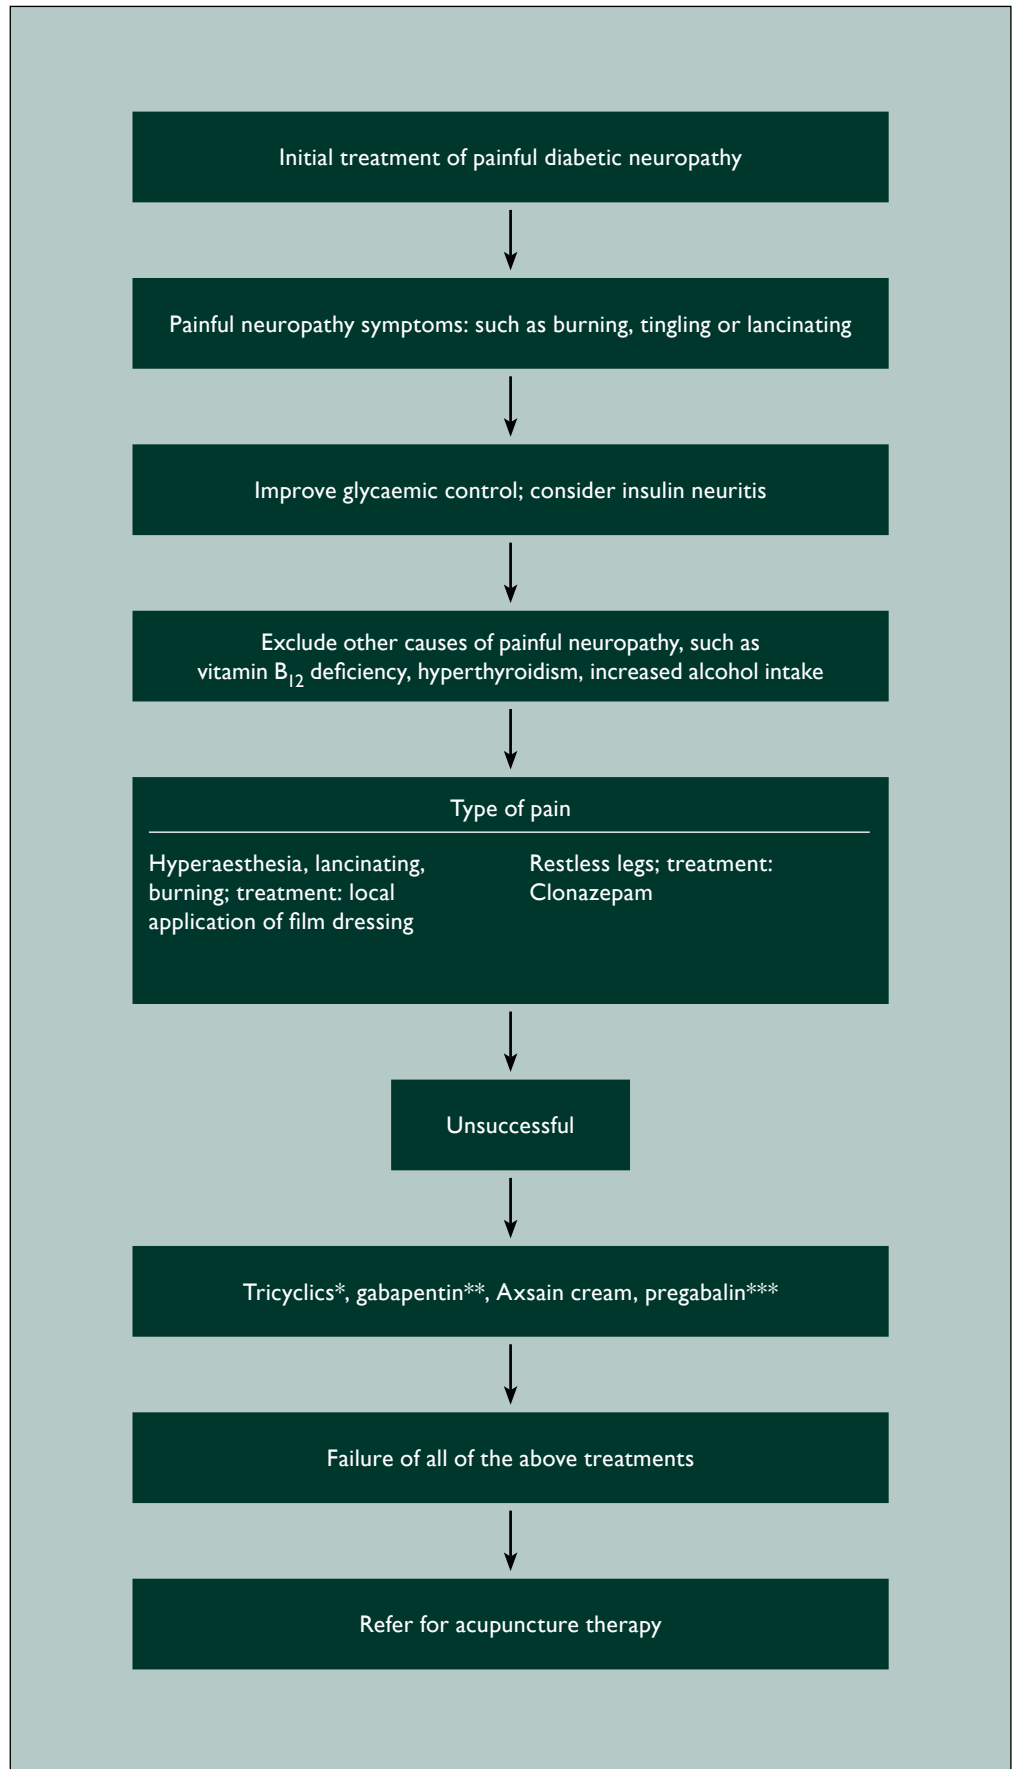 Initial treatment of painful diabetic neuropathy
Painful neuropathy symptoms: such as burning, tingling or lancinating
Improve glycaemic control; consider insulin neuritis
Exclude other causes of painful neuropathy, such as
vitamin B12 deficiency, hyperthyroidism, increased alcohol intake
Type of pain
Hyperaesthesia, lancinating,
burning; treatment: local
application of film dressing
Restless legs; treatment:
Clonazepam
Unsuccessful
Tricyclics*, gabapentin**, Axsain cream, pregabalin***
Failure of all of the above treatments
Refer for acupuncture therapy